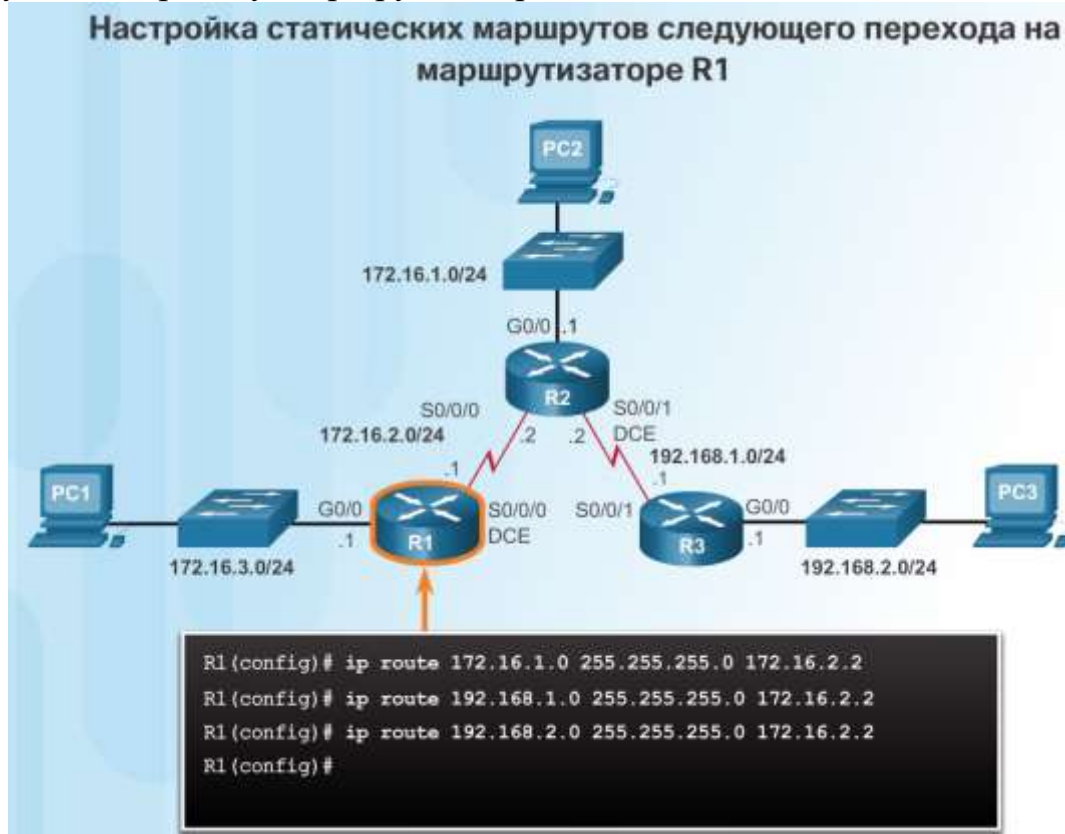 Настройка статических маршрутов следующего перехода на
маршрутизаторе R1
PC2
172.16.1.0/24
G0/0 .1
R2
S0/0/0
S0/0/1
172.16.2.0/24
.2
.2
DCE
192.168.1.0/24
.1
.1
PC1
G0/0
S0/0/0
S0/0/1
G0/0
PC3
.1
R1
DCE
R3
.1
172.16.3.0/24
192.168.2.0/24
R1(config)# ip route 172.16.1.0 255.255.255.0 172.16.2.2
R1(config)# ip route 192.168.1.0 255.255.255.0 172.16.2.2
R1(config)# ip route 192.168.2.0 255.255.255.0 172.16.2.2
R1(config)#